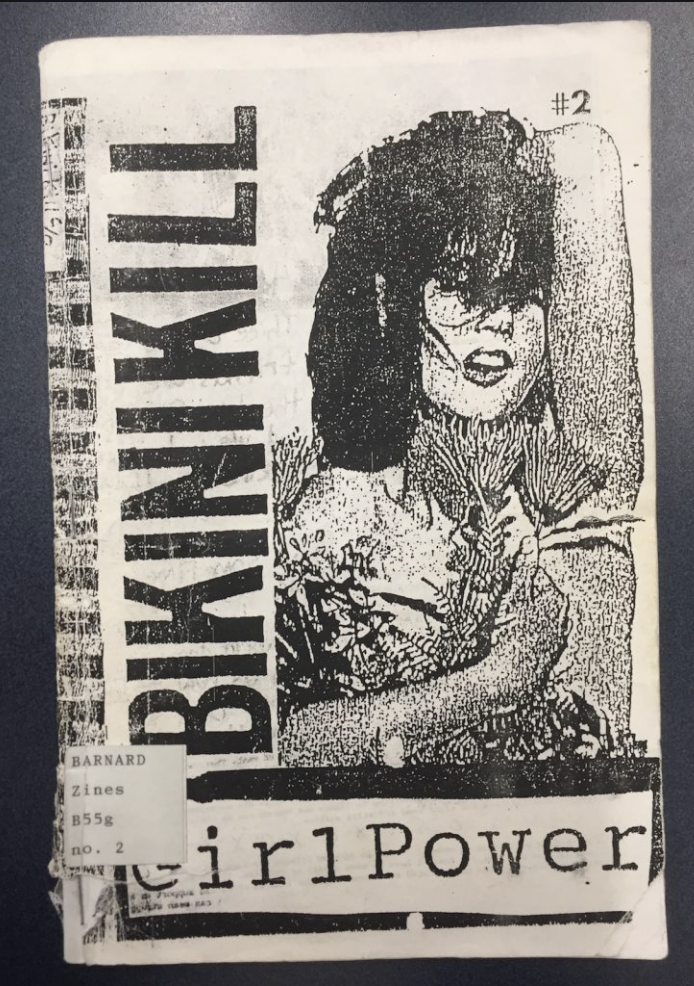 #2
BIKINI KILL
BARNARD
Zines
B55g
no. 2
GirlPower